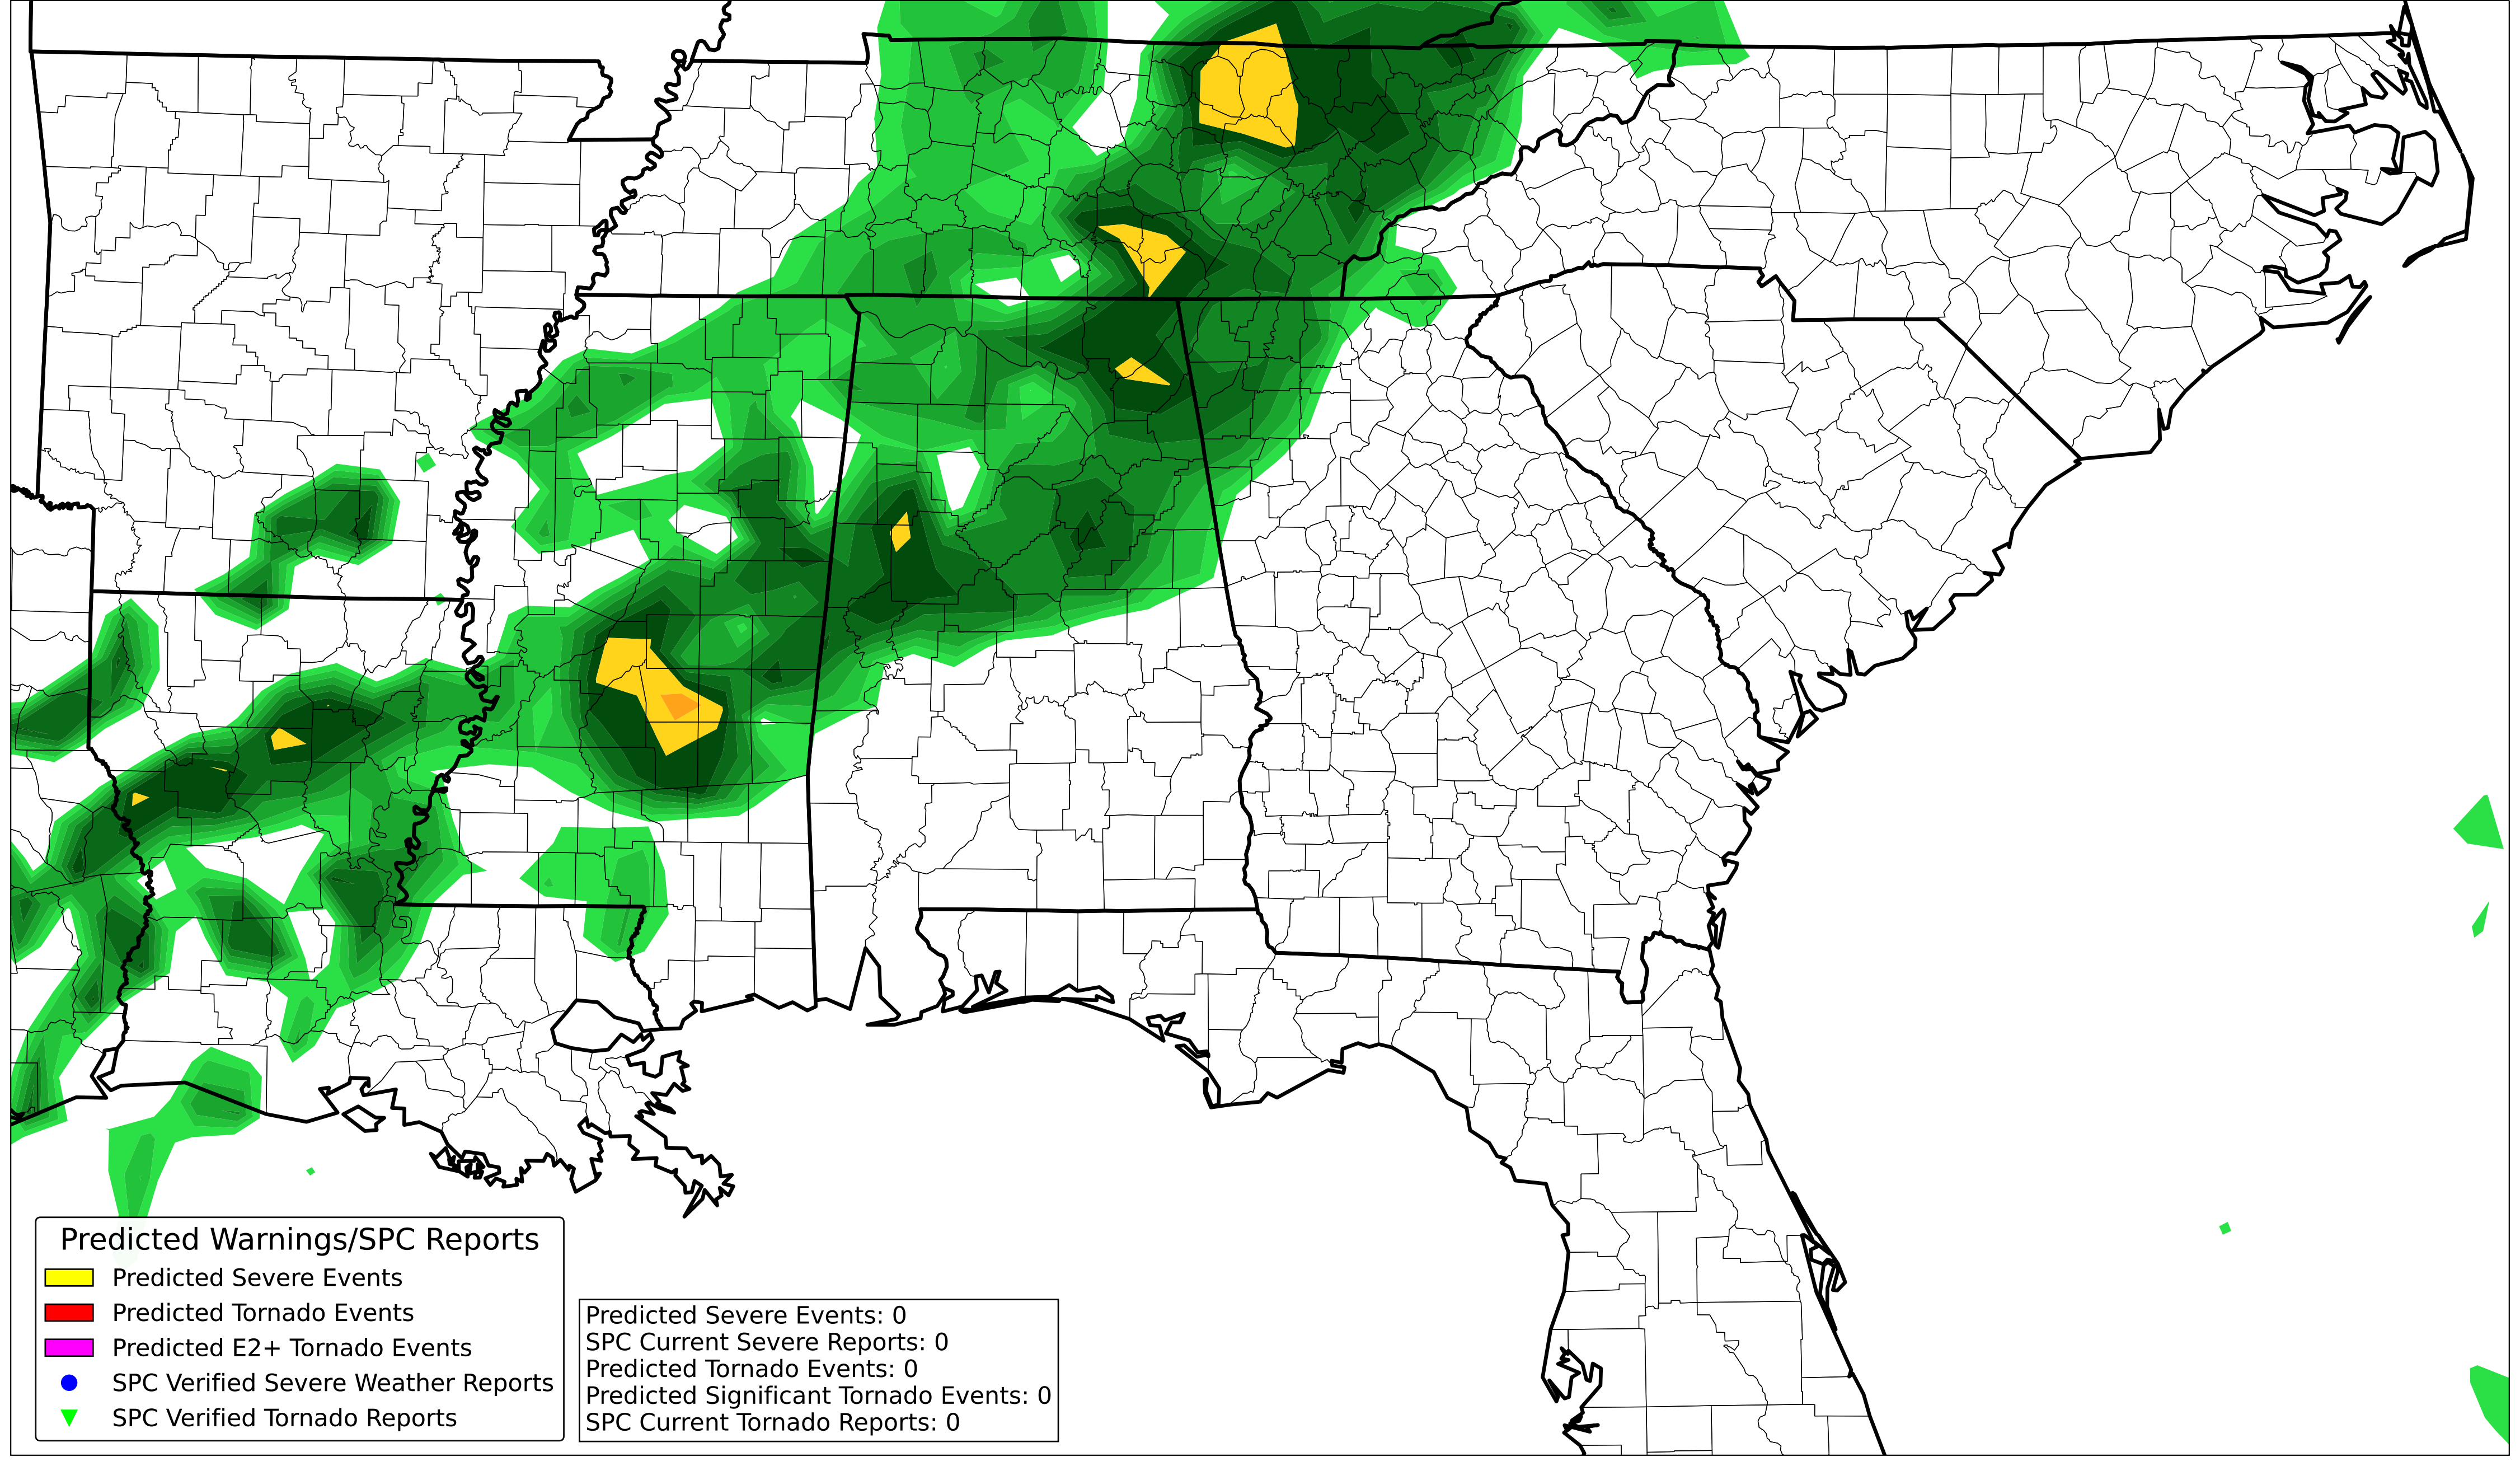 Predicted Warnings/SPC Reports
Predicted Severe Events
Predicted Tornado Events
Predicted E2+ Tornado Events
SPC Verified Severe Weather Reports
SPC Verified Tornado Reports
Predicted Severe Events: 0
SPC Current Severe Reports: 0
Predicted Tornado Events: 0
Predicted Significant Tornado Events: 0
SPC Current Tornado Reports: 0